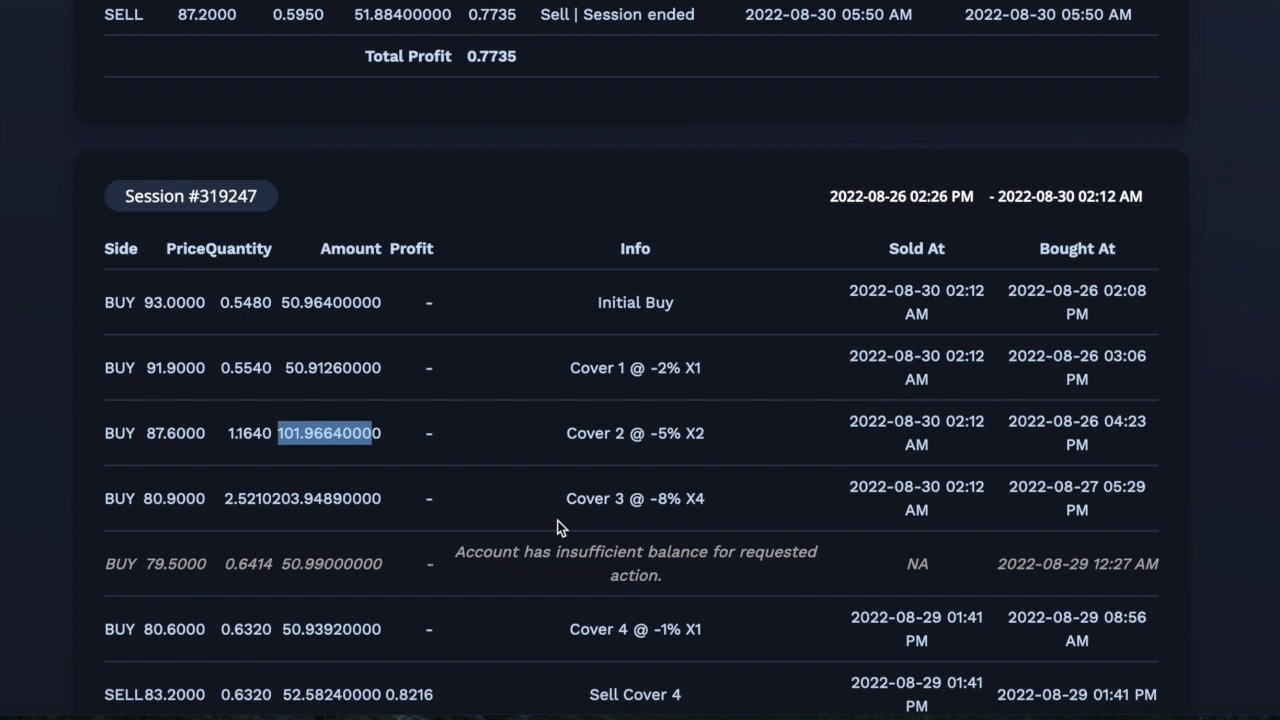 SELL 87.2000 0.5950 51.88400000 0.7735 Sell | Session ended 2022-08-30 05:50 AM 2022-08-30 05:50 AM
Total Profit 0.7735
Session #319247 2022-08-26 02:26 PM - 2022-08-30 02:12 AM
Side Price Quantity Amount Profit Info Sold At Bought At
BUY 93.0000 0.5480 50.96400000 - Initial Buy 2022-08-30 02:12 AM 2022-08-26 02:08 PM
BUY 91.9000 0.5540 50.91260000 - Cover 1 @ -2% X1 2022-08-30 02:12 AM 2022-08-26 03:06 PM
BUY 87.6000 1.1640 101.96640000 - Cover 2 @ -5% X2 2022-08-30 02:12 AM 2022-08-26 04:23 PM
BUY 80.9000 2.5210 203.94890000 - Cover 3 @ -8% X4 2022-08-30 02:12 AM 2022-08-27 05:29 PM
BUY 79.5000 0.6414 50.99000000 - Account has insufficient balance for requested action. NA 2022-08-29 12:27 AM
BUY 80.6000 0.6320 50.93920000 - Cover 4 @ -1% X1 2022-08-29 01:41 PM 2022-08-29 08:56 AM
SELL 83.2000 0.6320 52.58240000 0.8216 Sell Cover 4 2022-08-29 01:41 PM 2022-08-29 01:41 PM